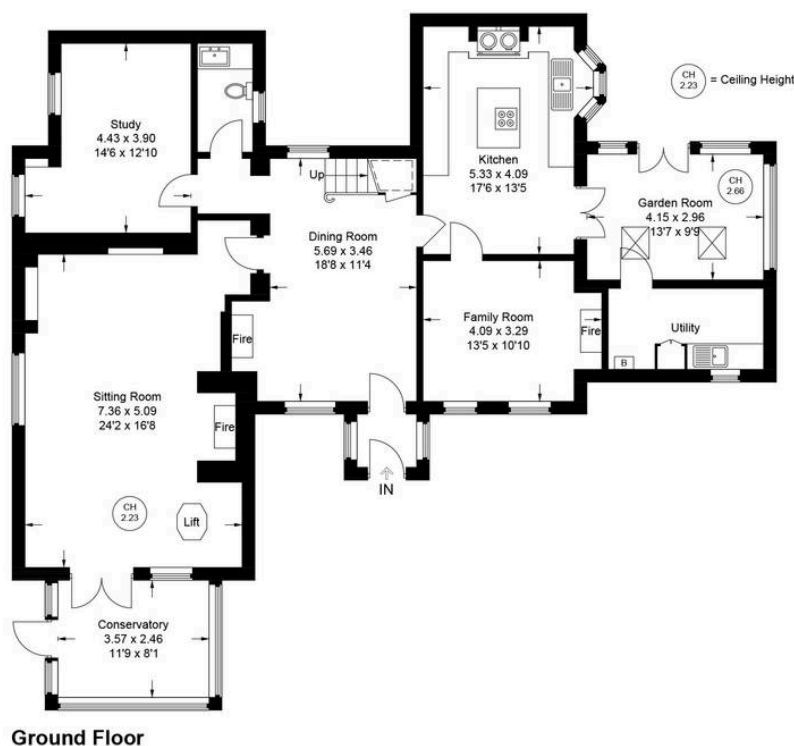 CH
2.23
= Ceiling Height
Study
4.43 x 3.90
14'6 x 12'10
Kitchen
5.33 x 4.09
17'6 x 13'5
Up
CH
2.66
Garden Room
4.15 x 2.96
13'7 x 9'9
Dining Room
5.69 x 3.46
18'8 x 11'4
Family Room
4.09 x 3.29
13'5 x 10'10
Fire
Utility
B
Fire
Sitting Room
7.36 x 5.09
24'2 x 16'8
Fire
IN
CH
2.23
Lift
Conservatory
3.57 x 2.46
11'9 x 8'1
Ground Floor